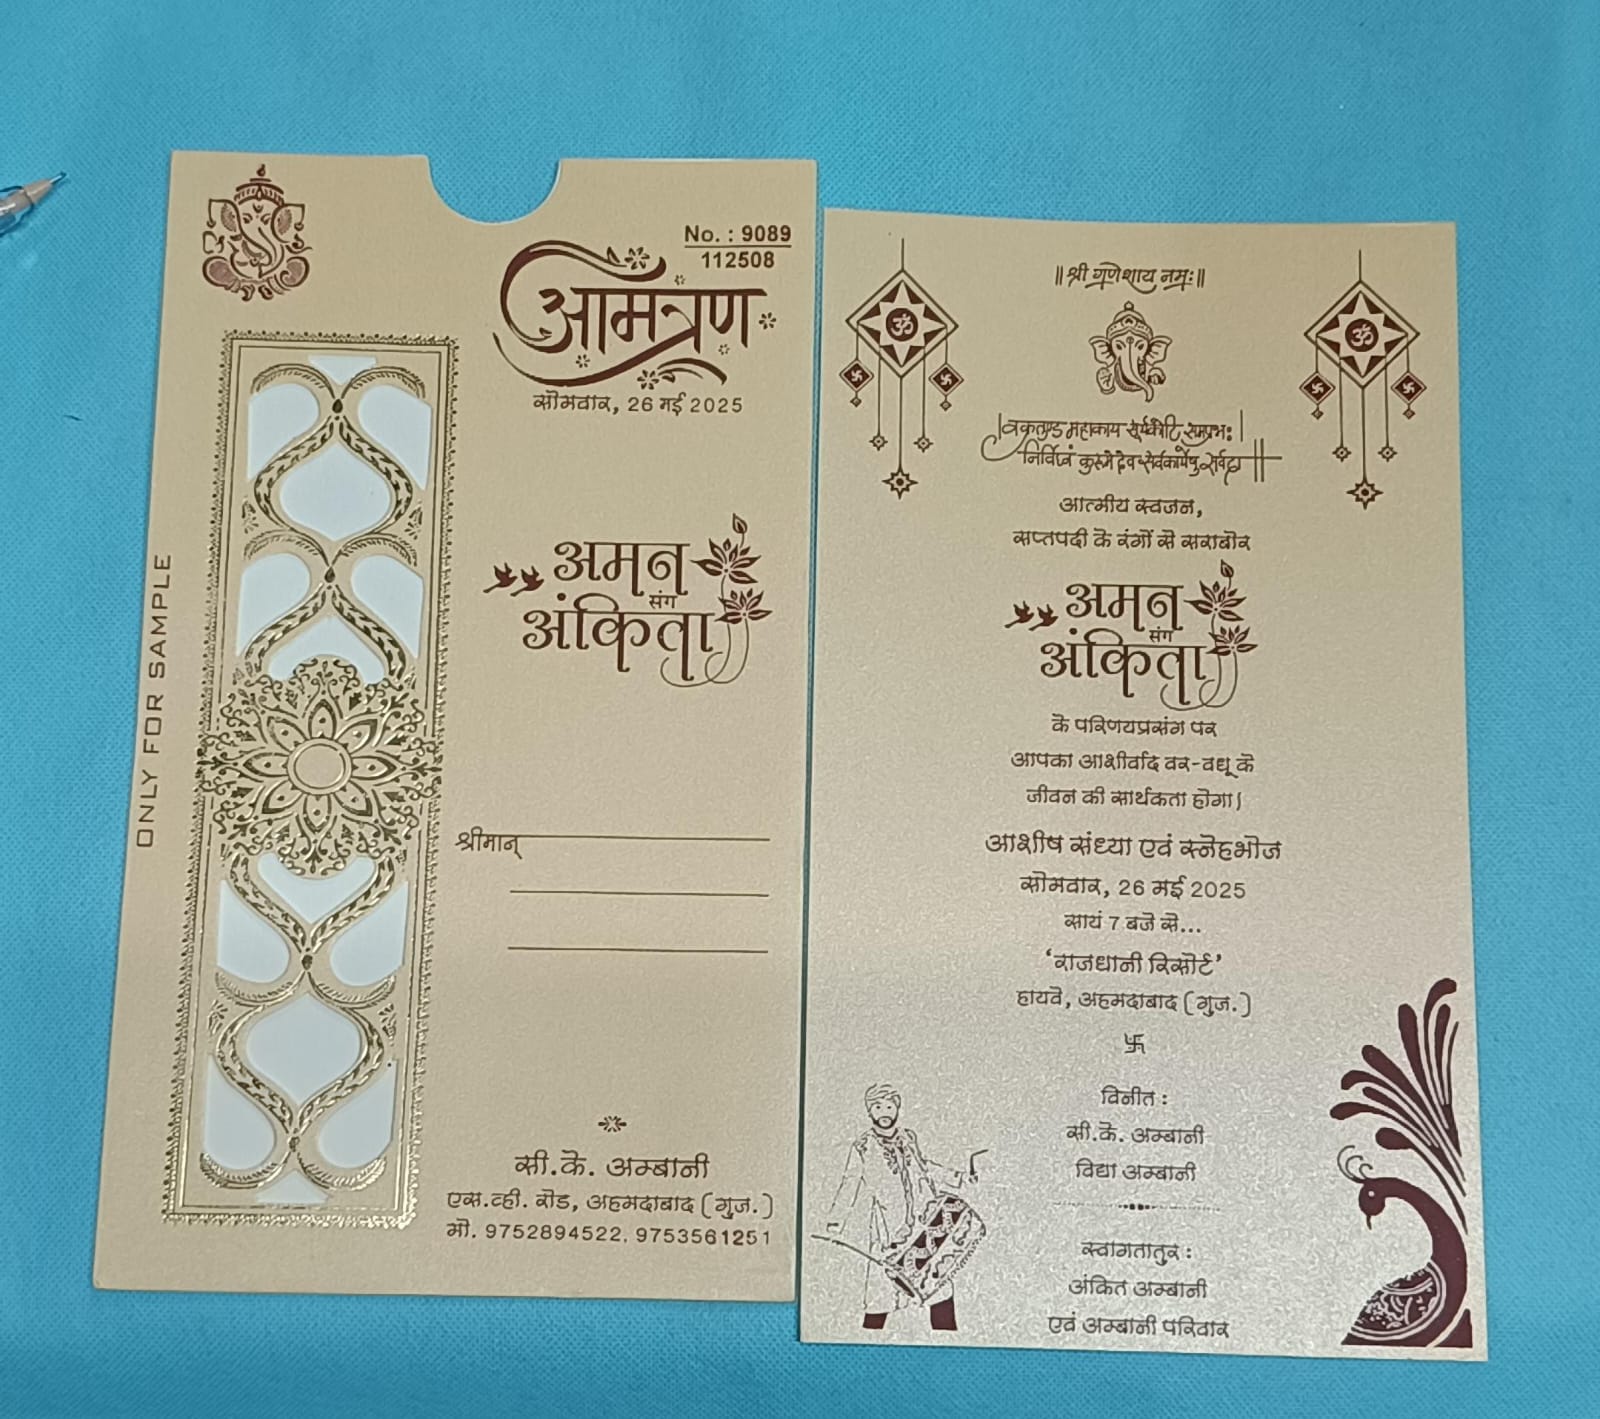 No. : 9089
112508
आमंत्रण
सोमवार, 26 मई 2025
अमन
संग
अंकिता
ONLY FOR SAMPLE
श्रीमान्
सी.के. अम्बानी
एस.व्ही. रोड, अहमदाबाद (गुज.)
मो. 9752894522, 9753561251
॥ श्री गणेशाय नमः ॥
ॐ
ॐ
वक्रतुण्ड महाकाय सूर्यकोटि समप्रभः
निर्विघ्नं कुरूमे देव सर्वकार्येषु सर्वदा
आत्मीय स्वजन,
सप्तपदी के रंगों से सराबोर
अमन
संग
अंकिता
के परिणयप्रसंग पर
आपका आशीर्वाद वर-वधू के
जीवन की सार्थकता होगा।
आशीष संध्या एवं स्नेहभोज
सोमवार, 26 मई 2025
सायं 7 बजे से...
‘राजधानी रिसोर्ट’
हायवे, अहमदाबाद (गुज.)
卐
विनीत :
सी.के. अम्बानी
विद्या अम्बानी
स्वागतातुर :
अंकित अम्बानी
एवं अम्बानी परिवार